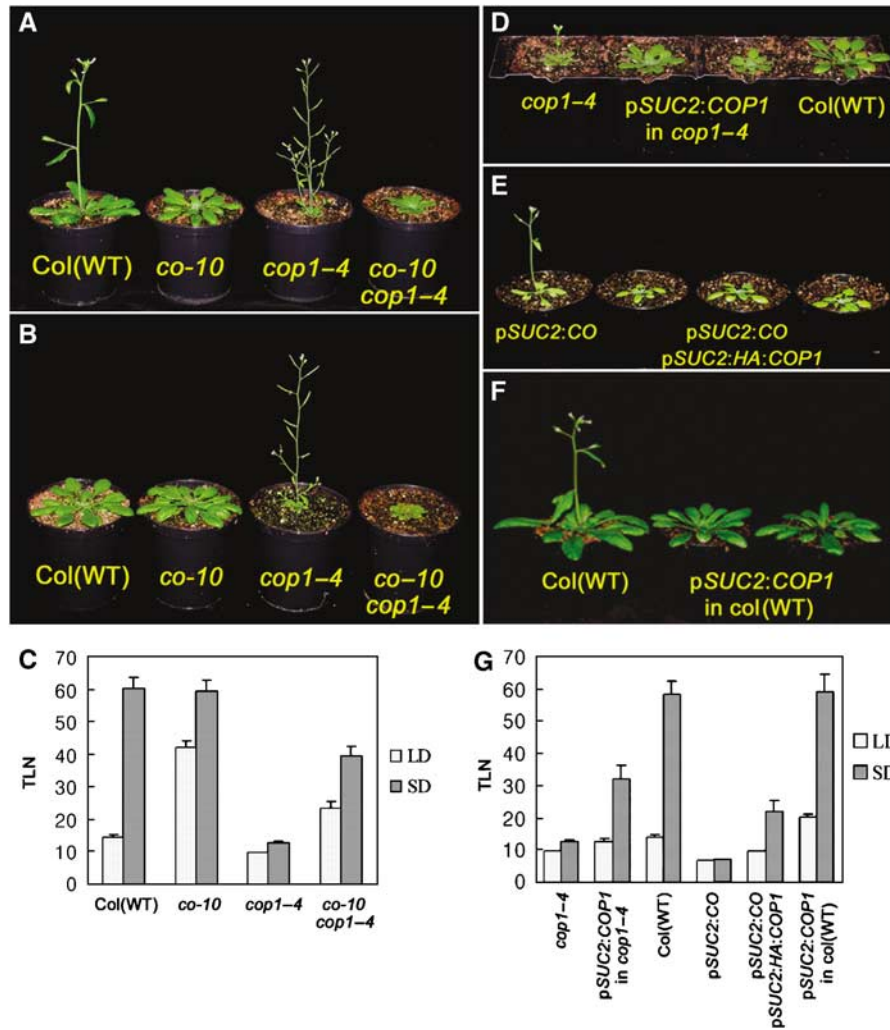 A
Col(WT)
co-10
cop1-4
co-10
cop1-4
B
Col(WT)
co-10
cop1-4
co-10
cop1-4
C
70
60
50
40
30
20
10
0
TLN
LD
SD
Col(WT)
co-10
cop1-4
co-10
cop1-4
D
cop1-4
pSUC2:COP1
in cop1-4
Col(WT)
E
pSUC2:CO
pSUC2:CO
pSUC2:HA:COP1
F
Col(WT)
pSUC2:COP1
in col(WT)
G
70
60
50
40
30
20
10
0
TLN
LD
SD
cop1-4
pSUC2:COP1
in cop1-4
Col(WT)
pSUC2:CO
pSUC2:CO
pSUC2:HA:COP1
pSUC2:COP1
in col(WT)